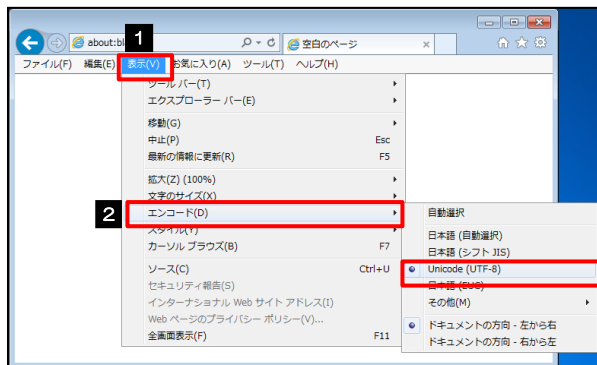 1
about:bl
空白のページ
ファイル(F) 編集(E) 表示(V) お気に入り(A) ツール(T) ヘルプ(H)
ツール バー(T)
エクスプローラー バー(E)
移動(G)
中止(P) Esc
最新の情報に更新(R) F5
拡大(Z) (100%)
文字のサイズ(X)
2
エンコード(D)
スタイル(Y)
カーソル ブラウズ(B) F7
ソース(C) Ctrl+U
セキュリティ報告(S)
インターナショナル Web サイト アドレス(I)
Web ページのプライバシー ポリシー(V)...
全画面表示(F) F11
自動選択
日本語 (自動選択)
日本語 (シフト JIS)
Unicode (UTF-8)
日本語 (EUC)
その他(M)
ドキュメントの方向 - 左から右
ドキュメントの方向 - 右から左